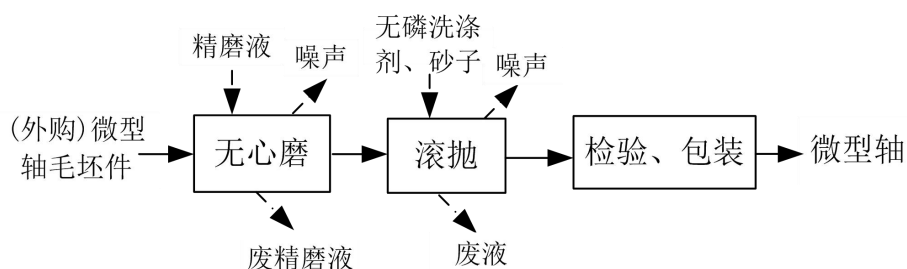 精磨液
噪声
无磷洗涤
剂、砂子
噪声
(外购)微型
轴毛坯件
无心磨
滚抛
检验、包装
微型轴
废精磨液
废液